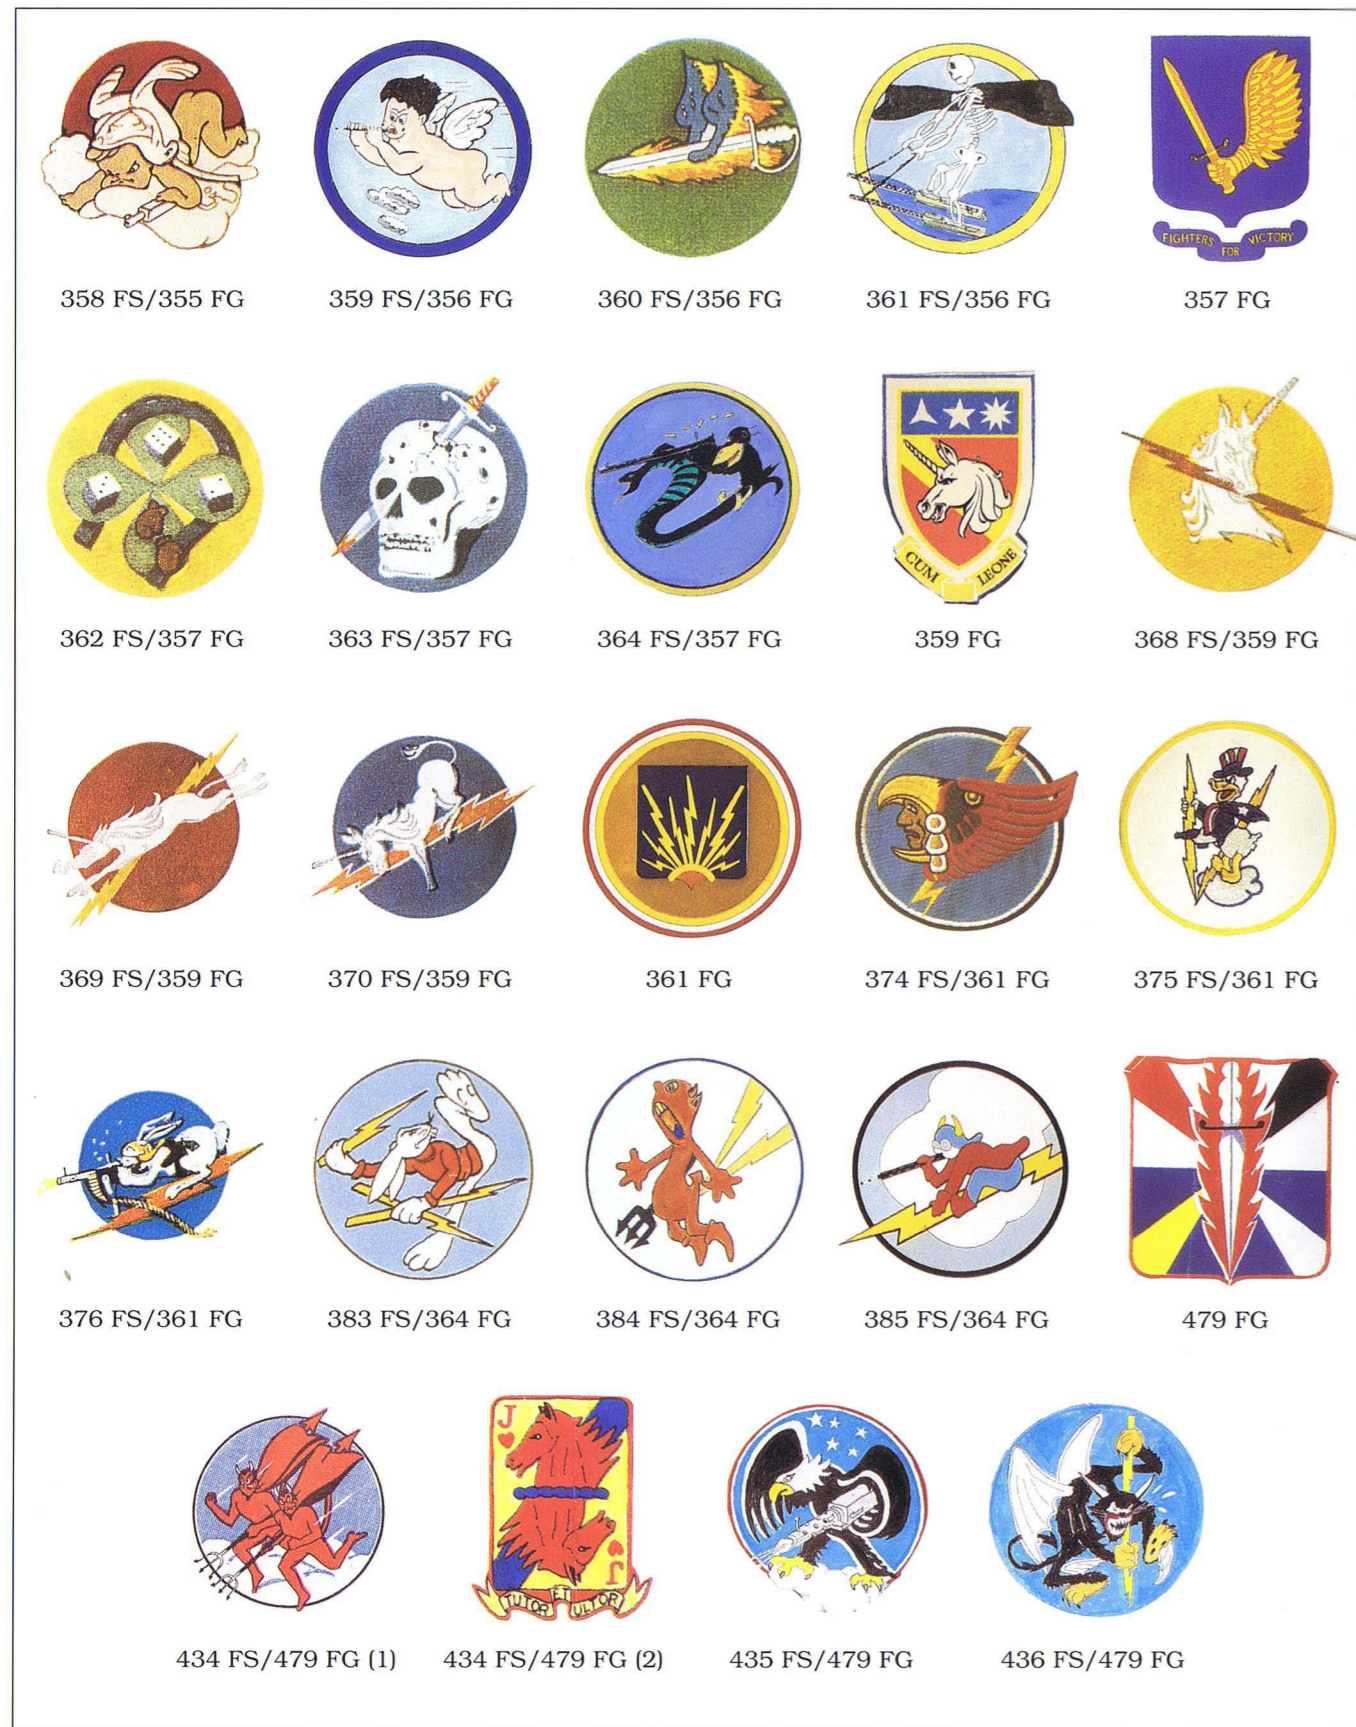 FIGHTERS FOR VICTORY
358 FS/355 FG
359 FS/356 FG
360 FS/356 FG
361 FS/356 FG
357 FG
CUM LEONE
362 FS/357 FG
363 FS/357 FG
364 FS/357 FG
359 FG
368 FS/359 FG
369 FS/359 FG
370 FS/359 FG
361 FG
374 FS/361 FG
375 FS/361 FG
376 FS/361 FG
383 FS/364 FG
384 FS/364 FG
385 FS/364 FG
479 FG
J
J
TUTOR ET ULTOR
434 FS/479 FG (1)
434 FS/479 FG (2)
435 FS/479 FG
436 FS/479 FG